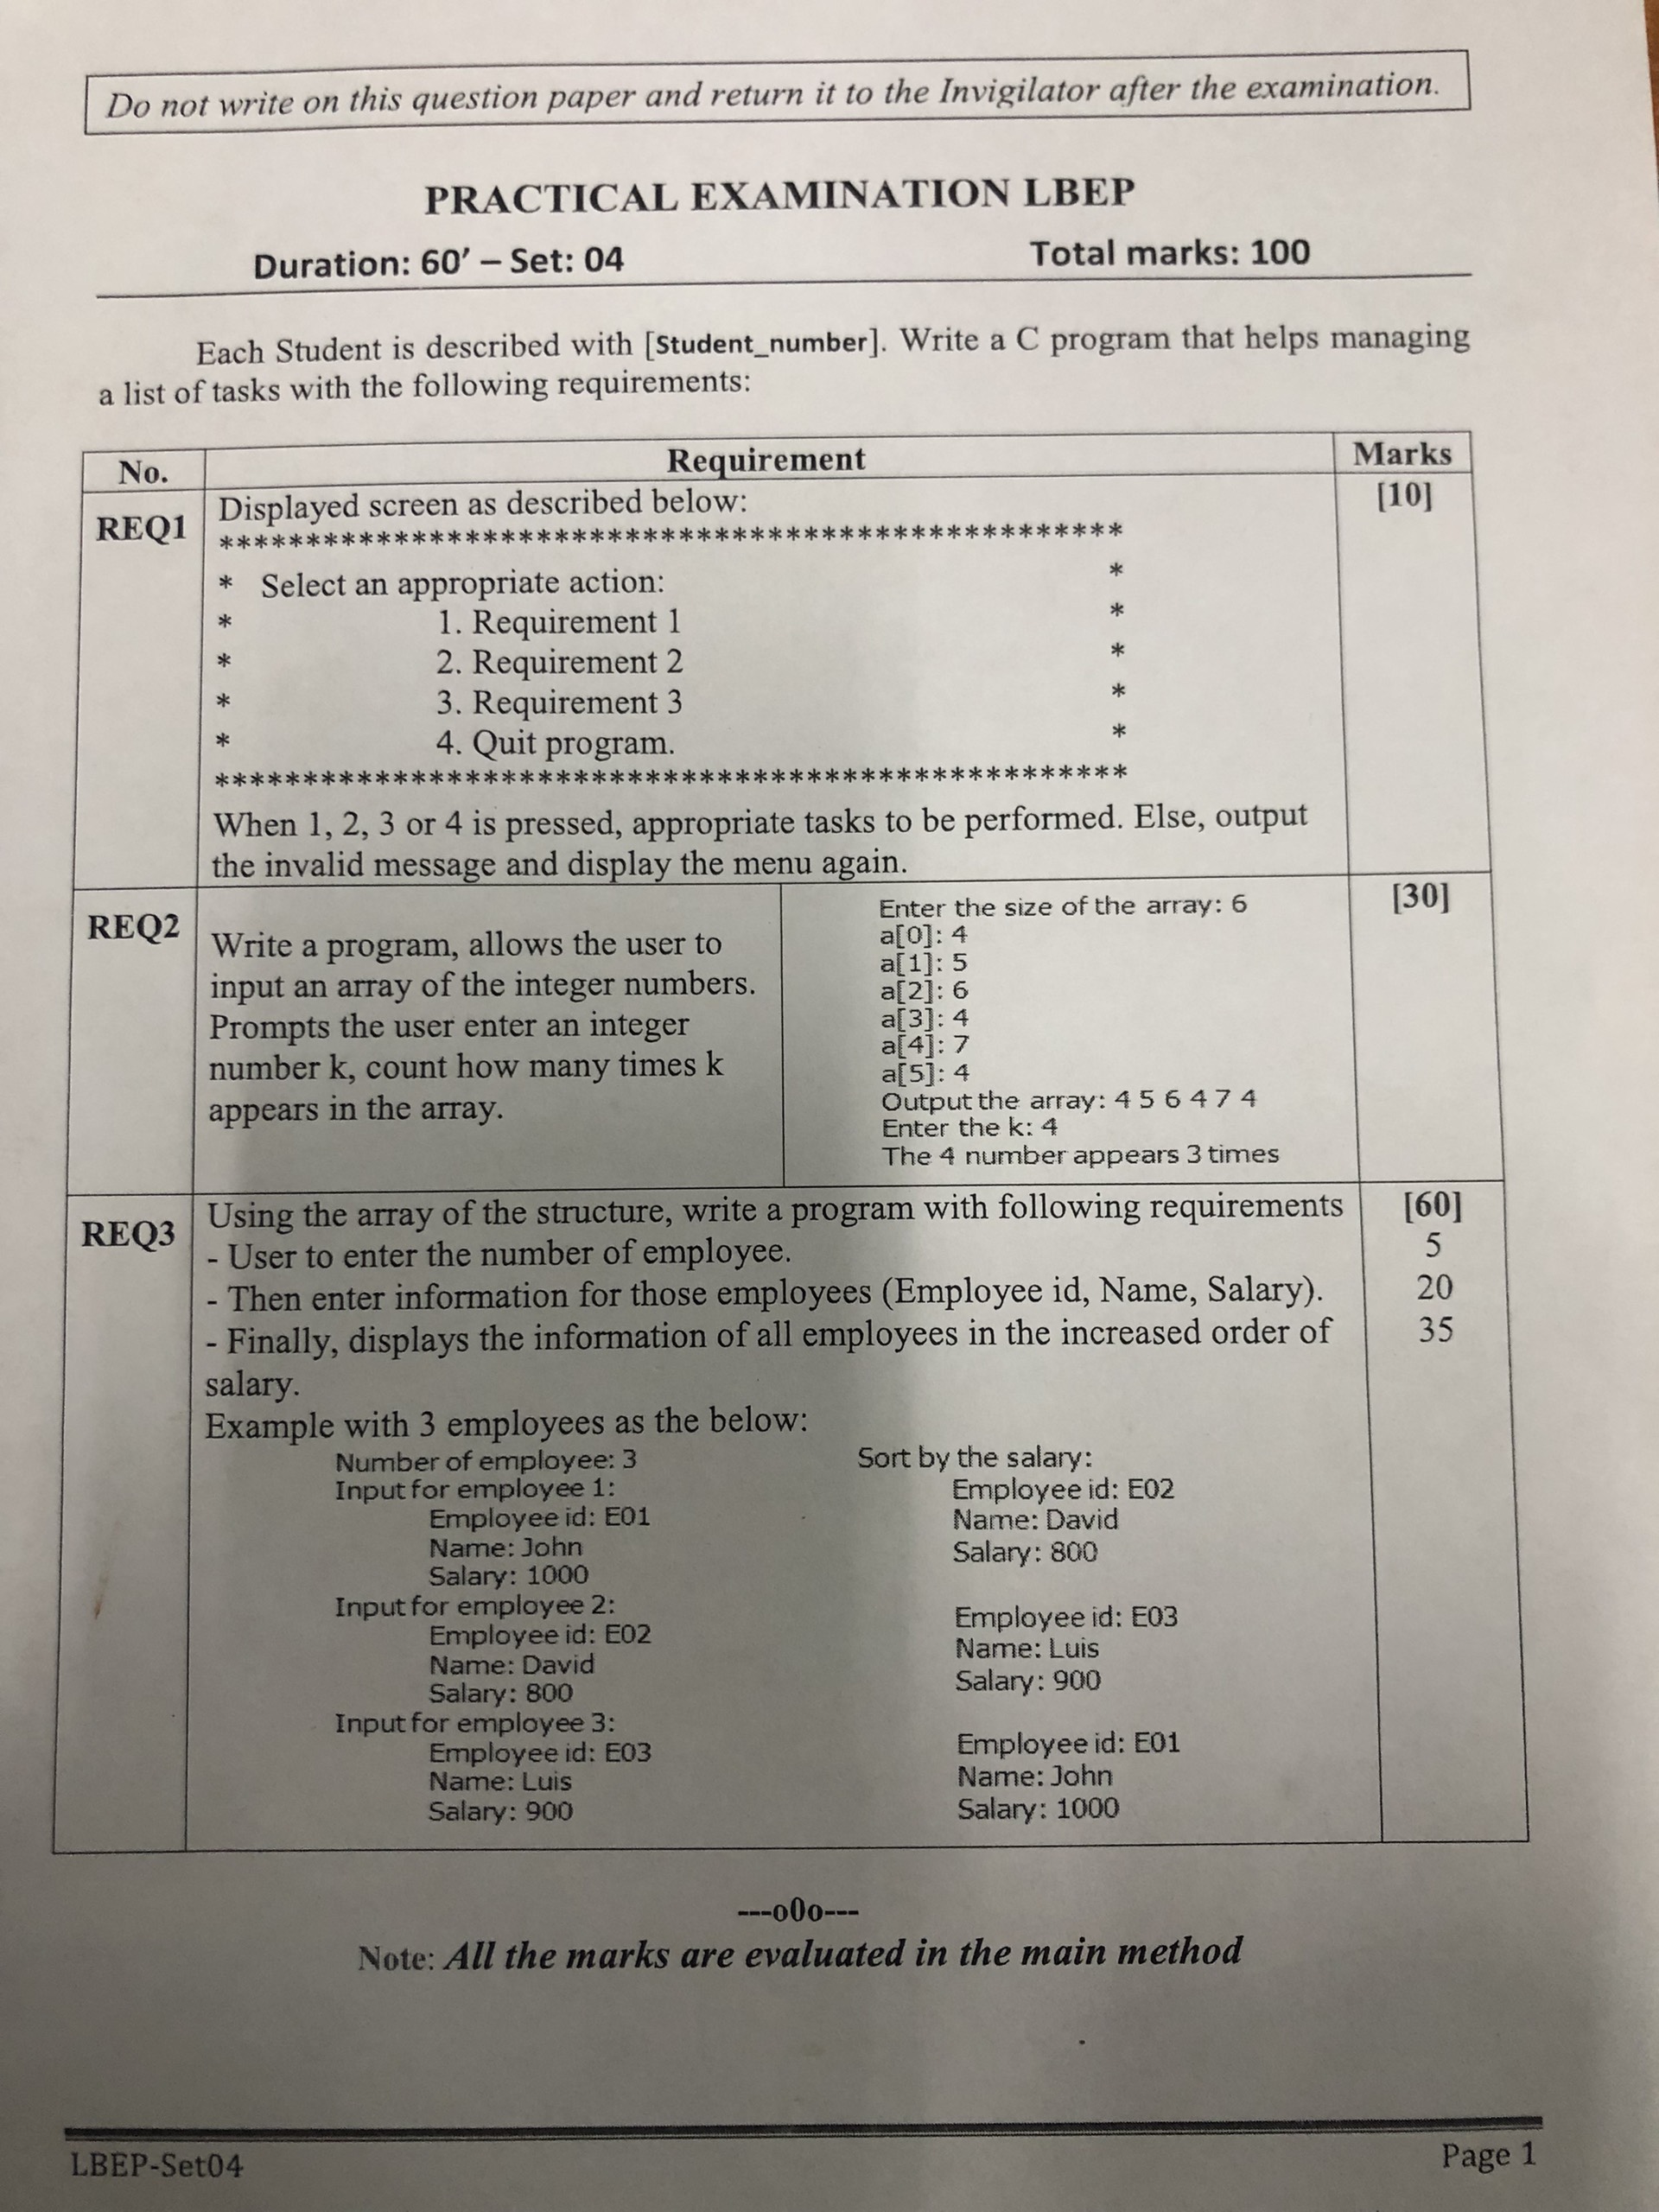 Do not write on this question paper and return it to the Invigilator after the examination.
PRACTICAL EXAMINATION LBEP
Duration: 60’ – Set: 04 Total marks: 100
Each Student is described with [Student_number]. Write a C program that helps managing
a list of tasks with the following requirements:
No. Requirement Marks
REQ1 [10]
Displayed screen as described below:
****************************************************
* Select an appropriate action: *
* 1. Requirement 1 *
* 2. Requirement 2 *
* 3. Requirement 3 *
* 4. Quit program. *
****************************************************
When 1, 2, 3 or 4 is pressed, appropriate tasks to be performed. Else, output
the invalid message and display the menu again.
REQ2 [30]
Write a program, allows the user to
input an array of the integer numbers.
Prompts the user enter an integer
number k, count how many times k
appears in the array.
Enter the size of the array: 6
a[0]: 4
a[1]: 5
a[2]: 6
a[3]: 4
a[4]: 7
a[5]: 4
Output the array: 4 5 6 4 7 4
Enter the k: 4
The 4 number appears 3 times
REQ3 [60]
Using the array of the structure, write a program with following requirements
- User to enter the number of employee. 5
- Then enter information for those employees (Employee id, Name, Salary). 20
- Finally, displays the information of all employees in the increased order of 35
salary.
Example with 3 employees as the below:
Number of employee: 3
Input for employee 1:
Employee id: E01
Name: John
Salary: 1000
Input for employee 2:
Employee id: E02
Name: David
Salary: 800
Input for employee 3:
Employee id: E03
Name: Luis
Salary: 900
Sort by the salary:
Employee id: E02
Name: David
Salary: 800
Employee id: E03
Name: Luis
Salary: 900
Employee id: E01
Name: John
Salary: 1000
---o0o---
Note: All the marks are evaluated in the main method
LBEP-Set04 Page 1